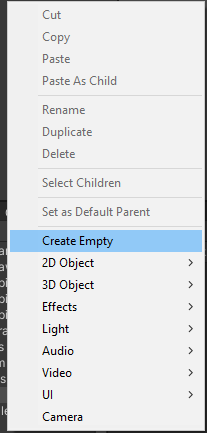 Cut
Copy
Paste
Paste As Child
Rename
Duplicate
Delete
Select Children
Set as Default Parent
Create Empty
2D Object
3D Object
Effects
Light
Audio
Video
UI
Camera